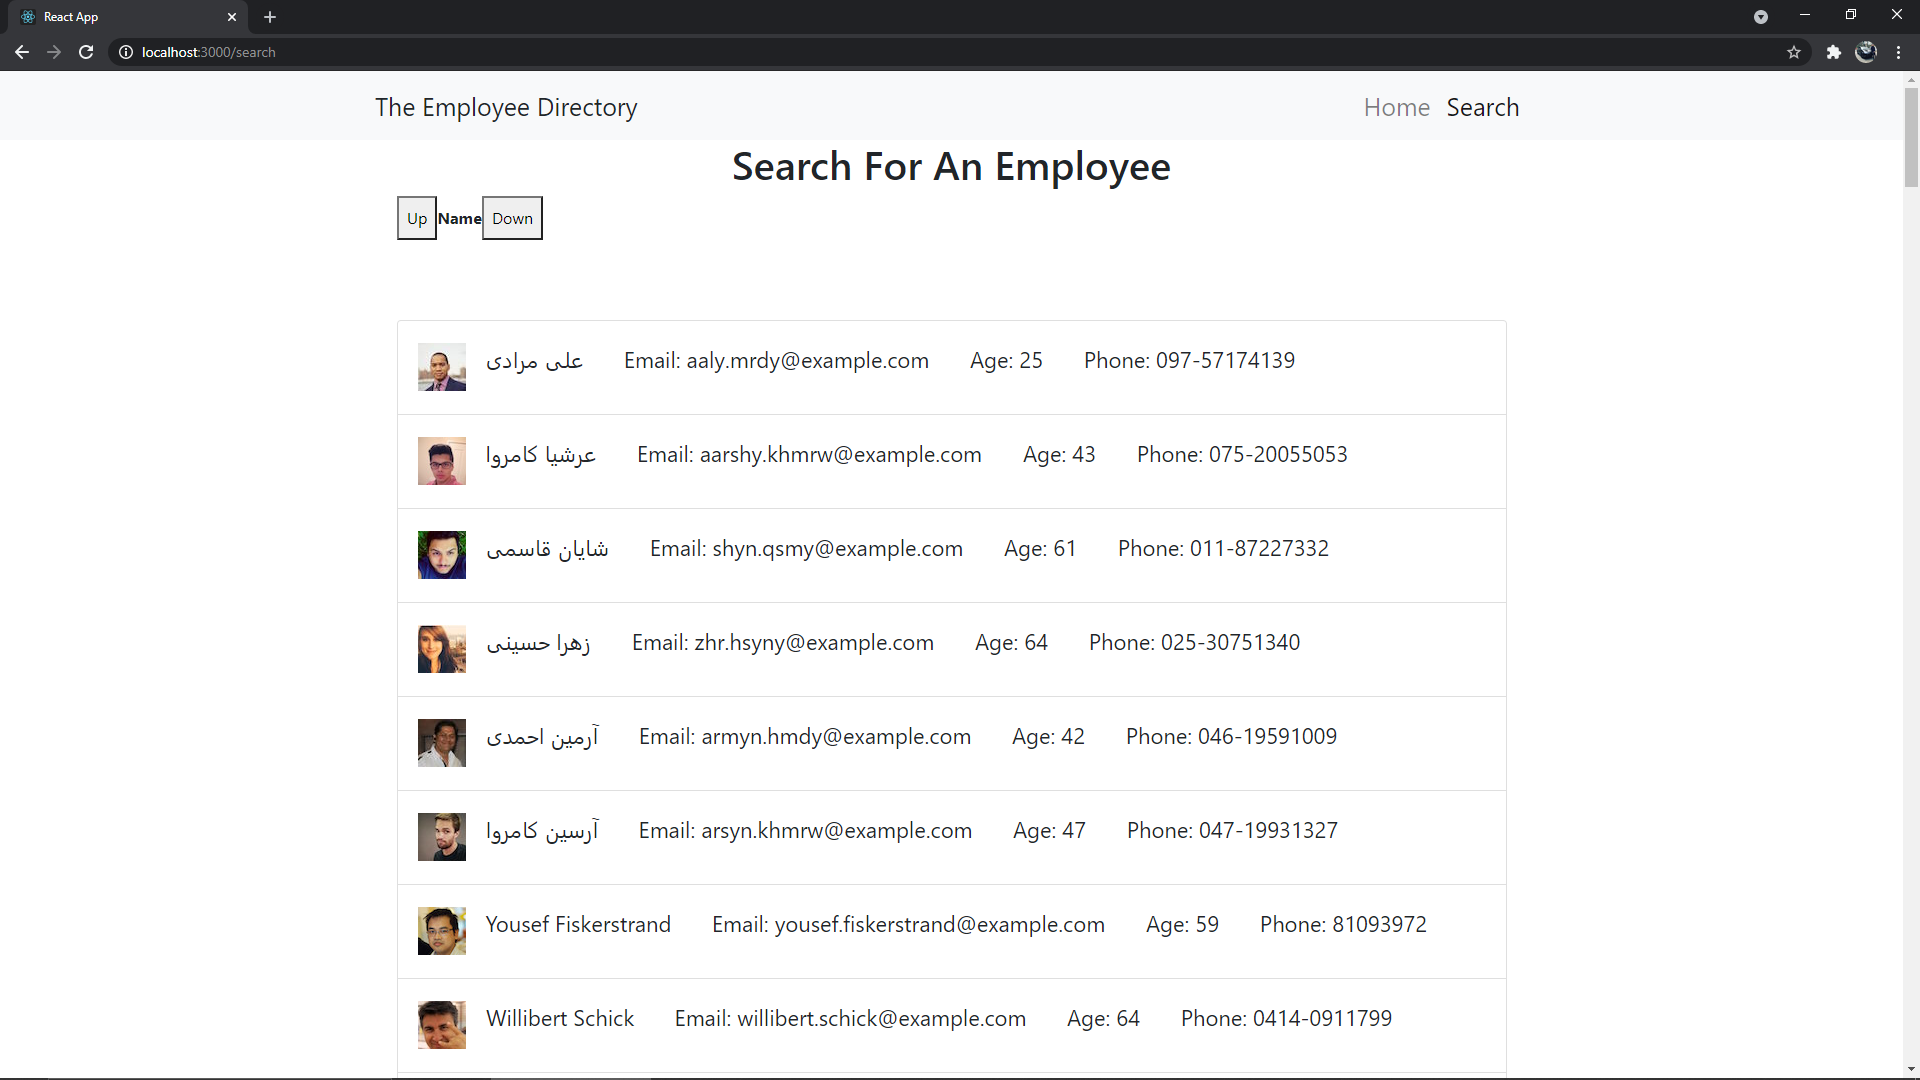 React App
localhost:3000/search
The Employee Directory Home Search
Search For An Employee
Up Name Down
علی مرادی Email: aaly.mrdy@example.com Age: 25 Phone: 097-57174139
عرشیا کامروا Email: aarshy.khmrw@example.com Age: 43 Phone: 075-20055053
شایان قاسمی Email: shyn.qsmy@example.com Age: 61 Phone: 011-87227332
زهرا حسینی Email: zhr.hsyny@example.com Age: 64 Phone: 025-30751340
آرمین احمدی Email: armyn.hmdy@example.com Age: 42 Phone: 046-19591009
آرسین کامروا Email: arsyn.khmrw@example.com Age: 47 Phone: 047-19931327
Yousef Fiskerstrand Email: yousef.fiskerstrand@example.com Age: 59 Phone: 81093972
Willibert Schick Email: willibert.schick@example.com Age: 64 Phone: 0414-0911799